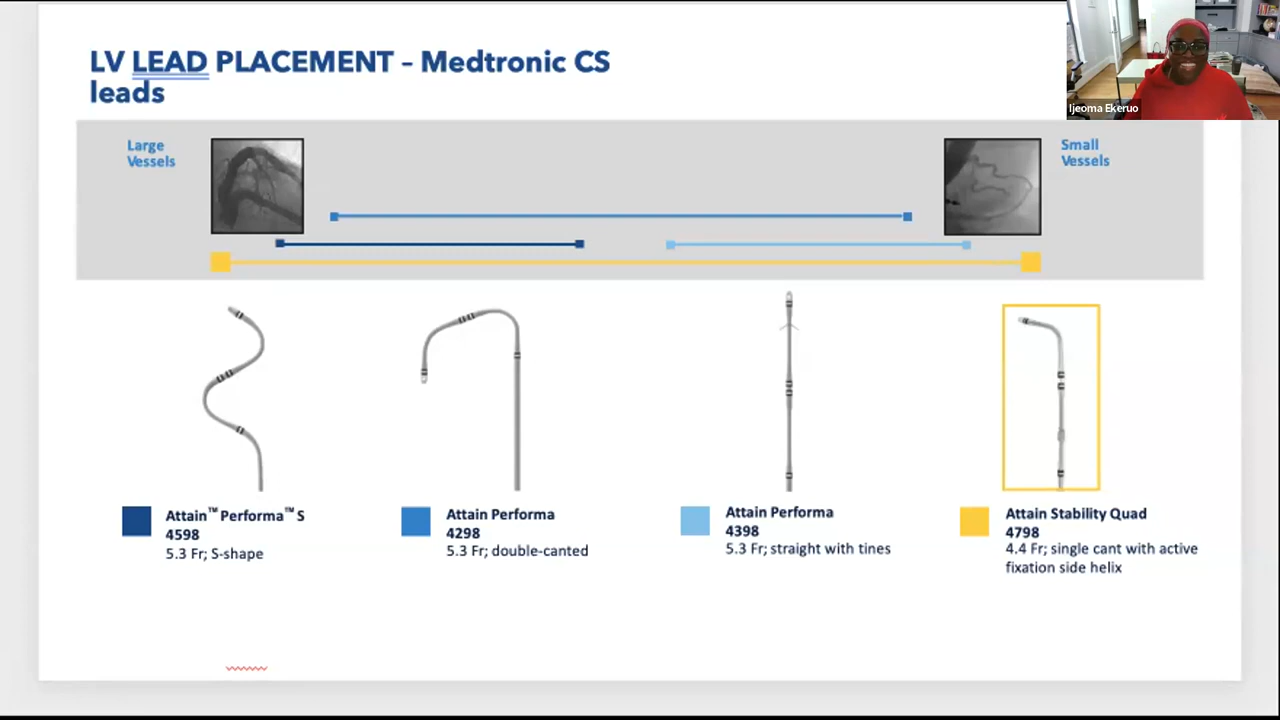 LV LEAD PLACEMENT – Medtronic CS
leads
Ijeoma Ekeruo
Large
Vessels
Small
Vessels
Attain™ Performa™ S
4598
5.3 Fr; S-shape
Attain Performa
4298
5.3 Fr; double-canted
Attain Performa
4398
5.3 Fr; straight with tines
Attain Stability Quad
4798
4.4 Fr; single cant with active
fixation side helix